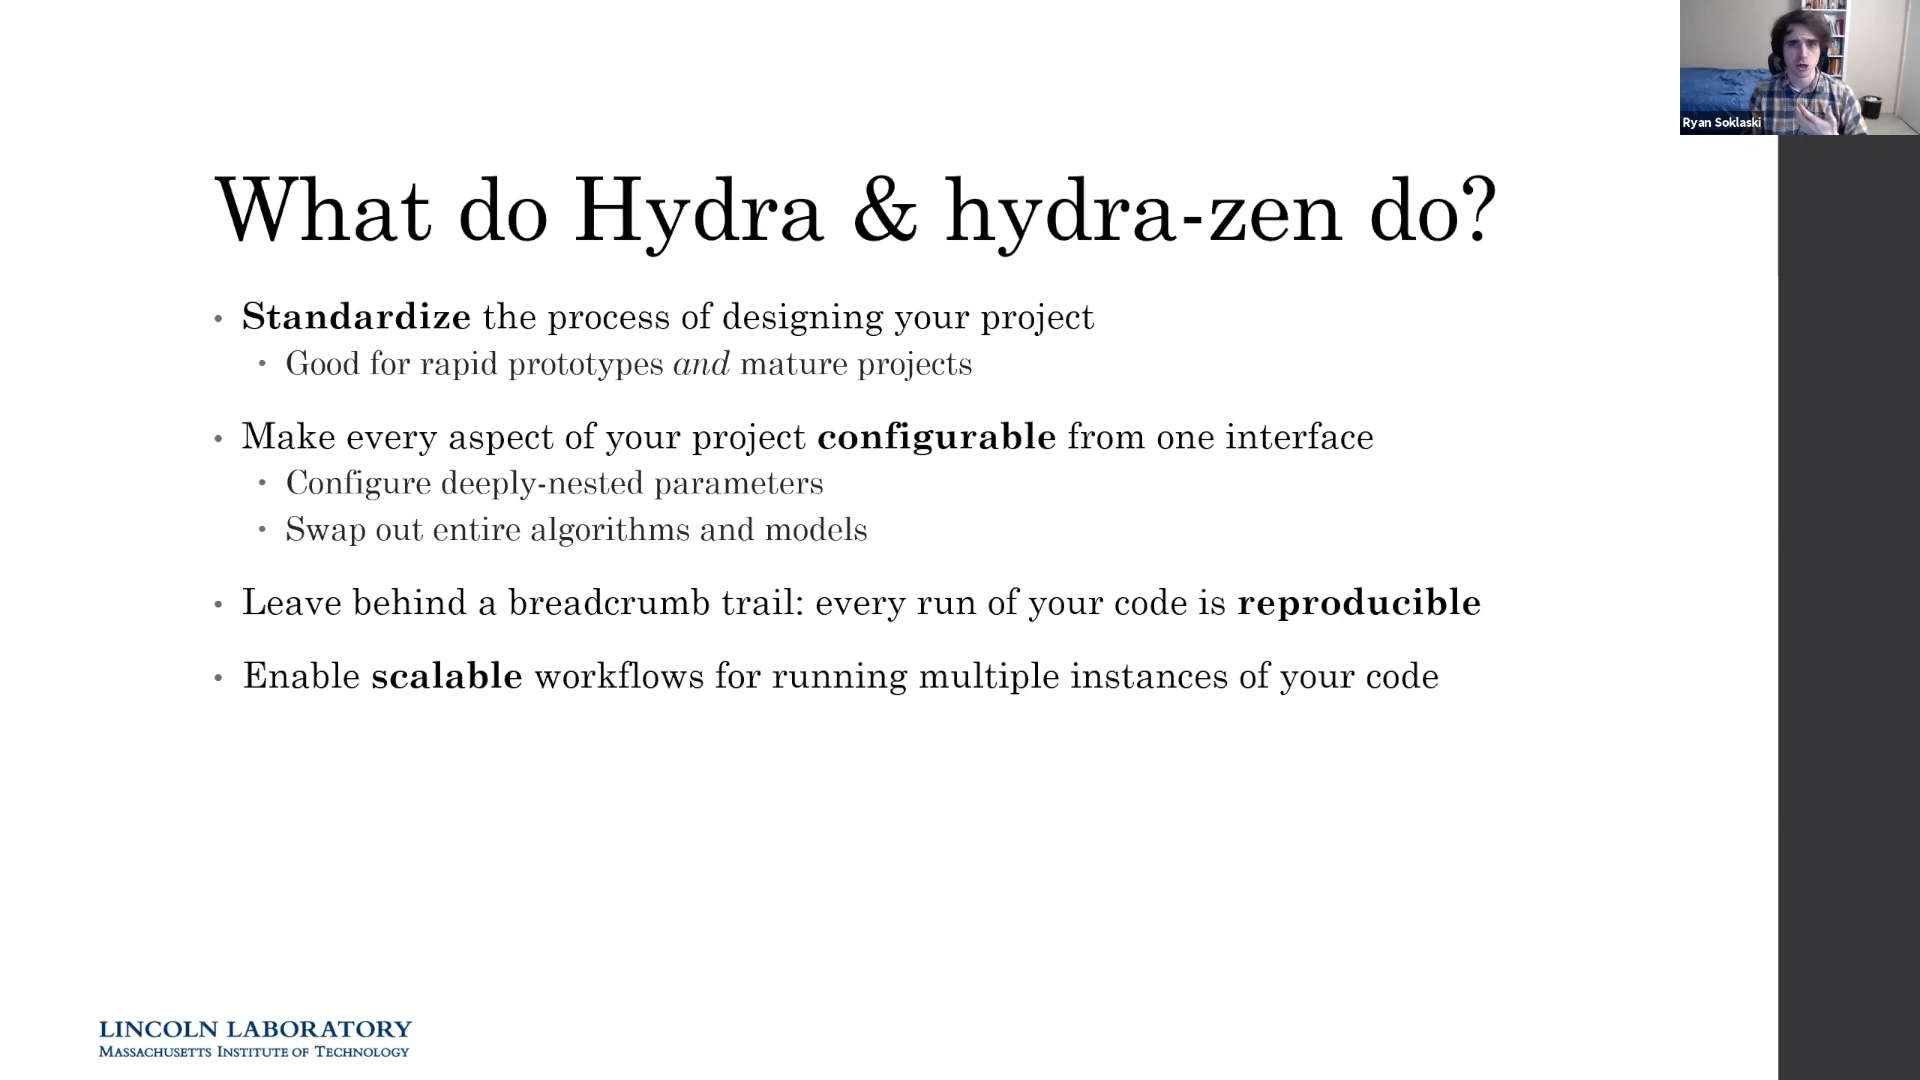 Ryan Soklaski
What do Hydra & hydra-zen do?
• Standardize the process of designing your project
• Good for rapid prototypes and mature projects
• Make every aspect of your project configurable from one interface
• Configure deeply-nested parameters
• Swap out entire algorithms and models
• Leave behind a breadcrumb trail: every run of your code is reproducible
• Enable scalable workflows for running multiple instances of your code
LINCOLN LABORATORY
MASSACHUSETTS INSTITUTE OF TECHNOLOGY